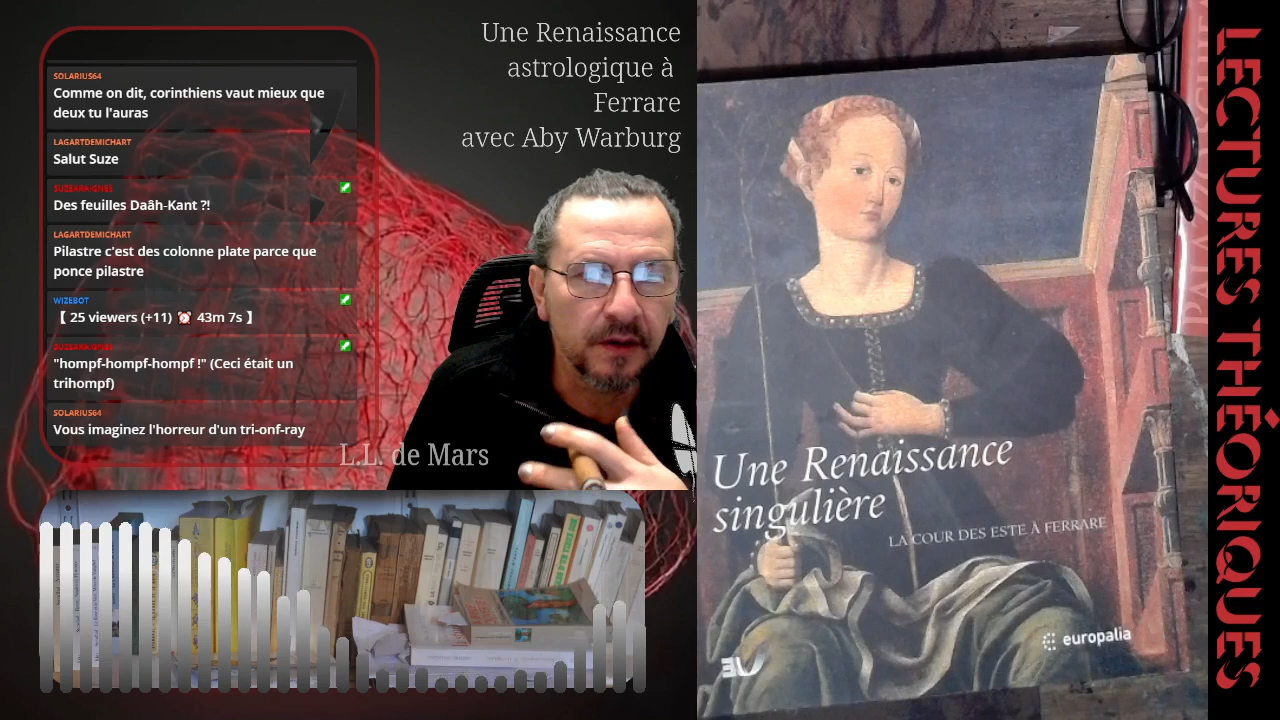 SOLARIUS64
Comme on dit, corinthiens vaut mieux que
deux tu l'auras
LAGARTDEMICHART
Salut Suze
SUZEARAIGNEE
Des feuilles Daâh-Kant ?!
LAGARTDEMICHART
Pilastre c'est des colonne plate parce que
ponce pilastre
WIZEBOT
【 25 viewers (+11) ⏰ 43m 7s 】
SUZEARAIGNEE
"hompf-hompf-hompf !" (Ceci était un
trihompf)
SOLARIUS64
Vous imaginez l'horreur d'un tri-onf-ray
Une Renaissance
astrologique à
Ferrare
avec Aby Warburg
L.L. de Mars
Une Renaissance
singulière
LA COUR DES ESTE À FERRARE
europalia
LECTURES THÉORIQUES